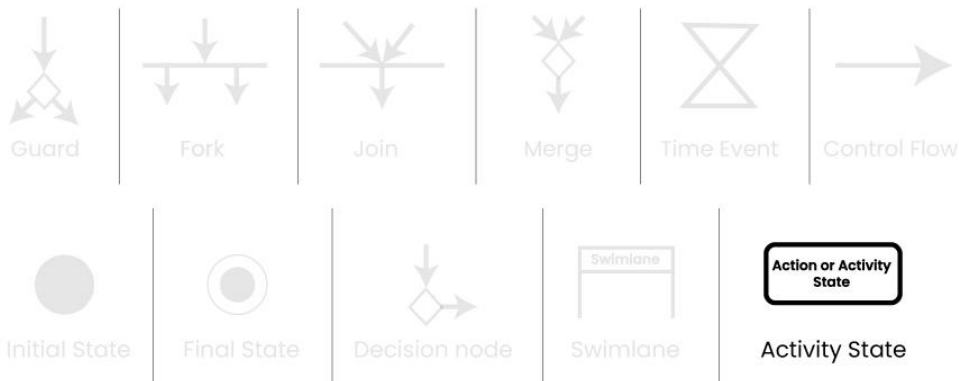 Guard
Fork
Join
Merge
Time Event
Control Flow
Swimlane
Action or Activity
State
Initial State
Final State
Decision node
Swimlane
Activity State